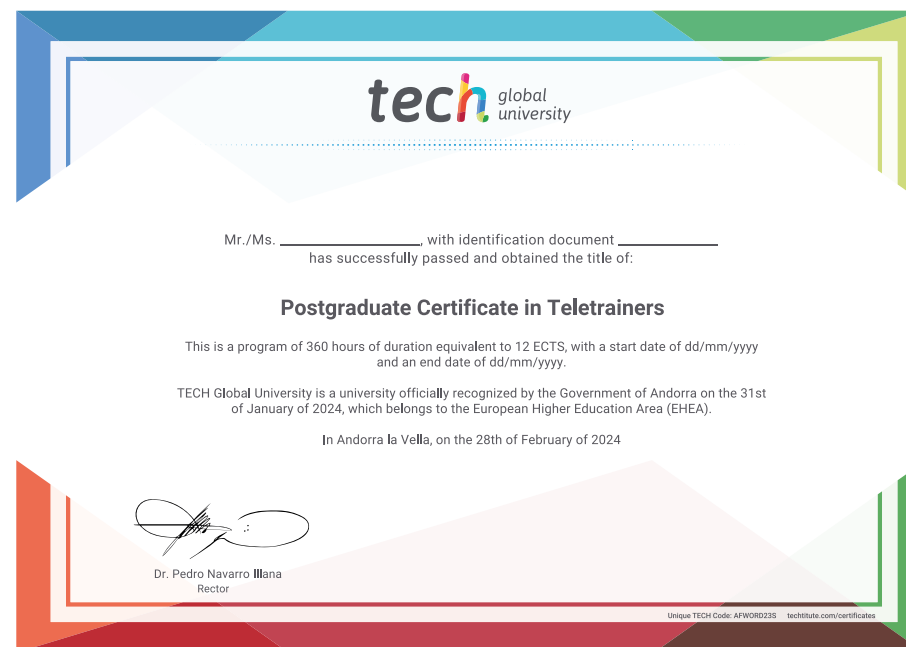 tech global
university
Mr./Ms. ____________, with identification document ____________
has successfully passed and obtained the title of:
Postgraduate Certificate in Teletrainers
This is a program of 360 hours of duration equivalent to 12 ECTS, with a start date of dd/mm/yyyy
and an end date of dd/mm/yyyy.
TECH Global University is a university officially recognized by the Government of Andorra on the 31st
of January of 2024, which belongs to the European Higher Education Area (EHEA).
In Andorra la Vella, on the 28th of February of 2024
Dr. Pedro Navarro Illana
Rector
Unique TECH Code: AFWORD23S techtitute.com/certificates